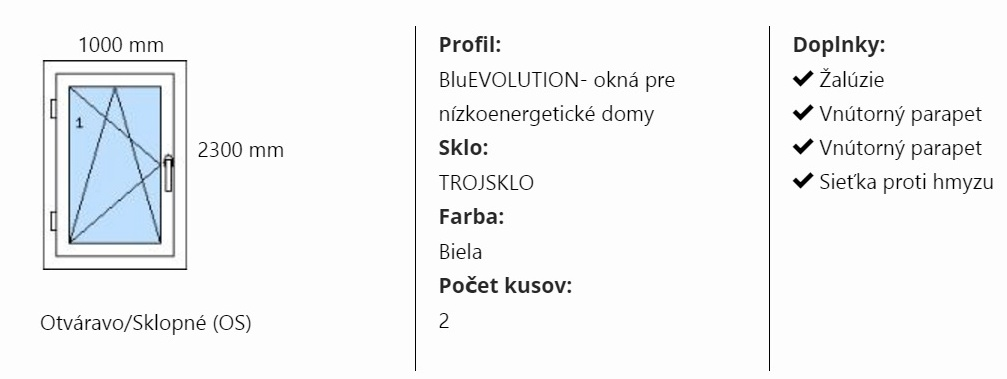 1000 mm
1
2300 mm
Otváravo/Sklopné (OS)
Profil:
BluEVOLUTION- okná pre
nízkoenergetické domy
Sklo:
TROJSKLO
Farba:
Biela
Počet kusov:
2
Doplnky:
✔ Žalúzie
✔ Vnútorný parapet
✔ Vnútorný parapet
✔ Sieťka proti hmyzu